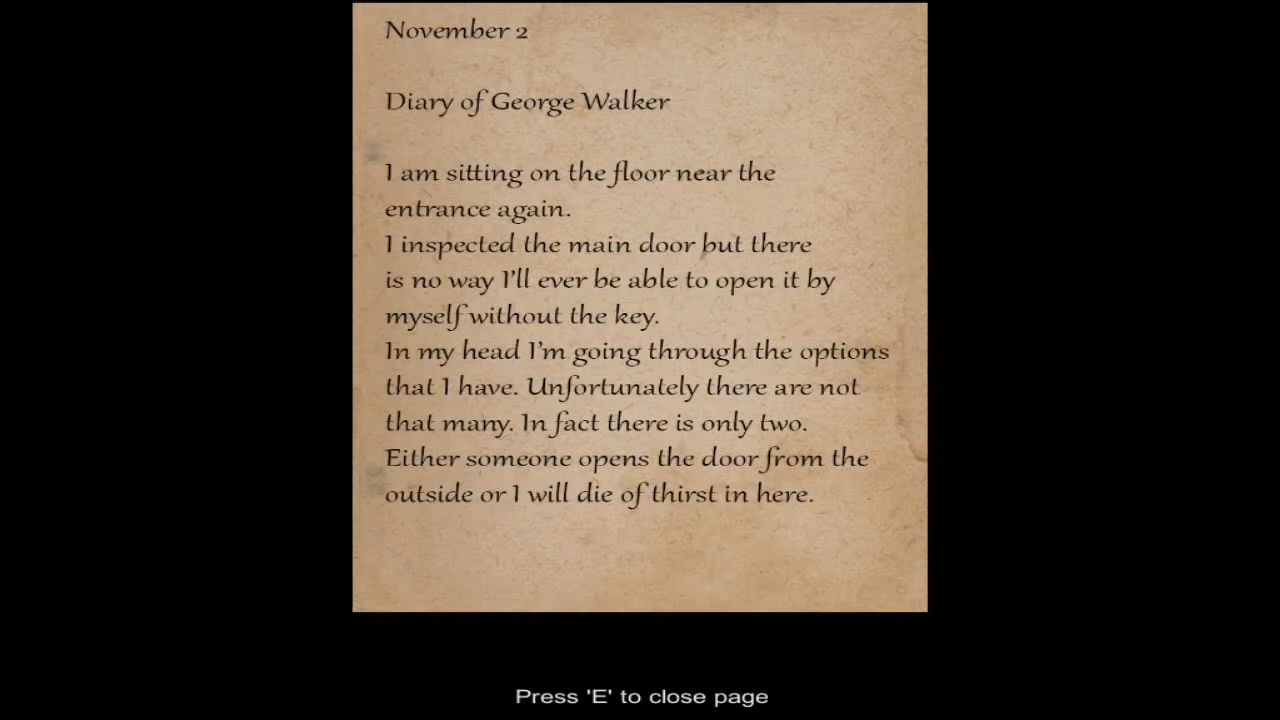 November 2
Diary of George Walker
I am sitting on the floor near the
entrance again.
I inspected the main door but there
is no way I'll ever be able to open it by
myself without the key.
In my head I'm going through the options
that I have. Unfortunately there are not
that many. In fact there is only two.
Either someone opens the door from the
outside or I will die of thirst in here.
Press 'E' to close page